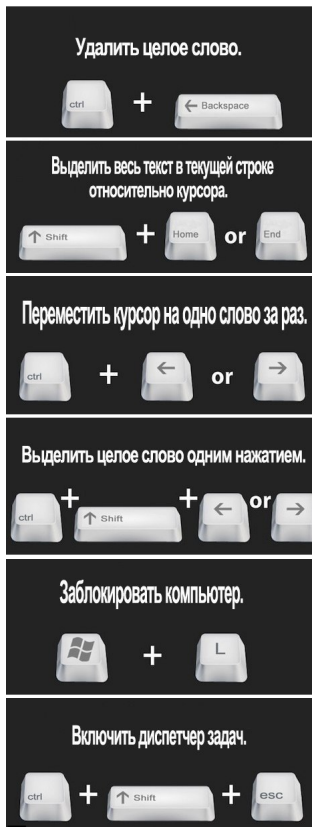 Удалить целое слово.
ctrl + ← Backspace
Выделить весь текст в текущей строке
относительно курсора.
↑ Shift + Home or End
Переместить курсор на одно слово за раз.
ctrl + ← or →
Выделить целое слово одним нажатием.
ctrl + ↑ Shift + ← or →
Заблокировать компьютер.
+ L
Включить диспетчер задач.
ctrl + ↑ Shift + esc